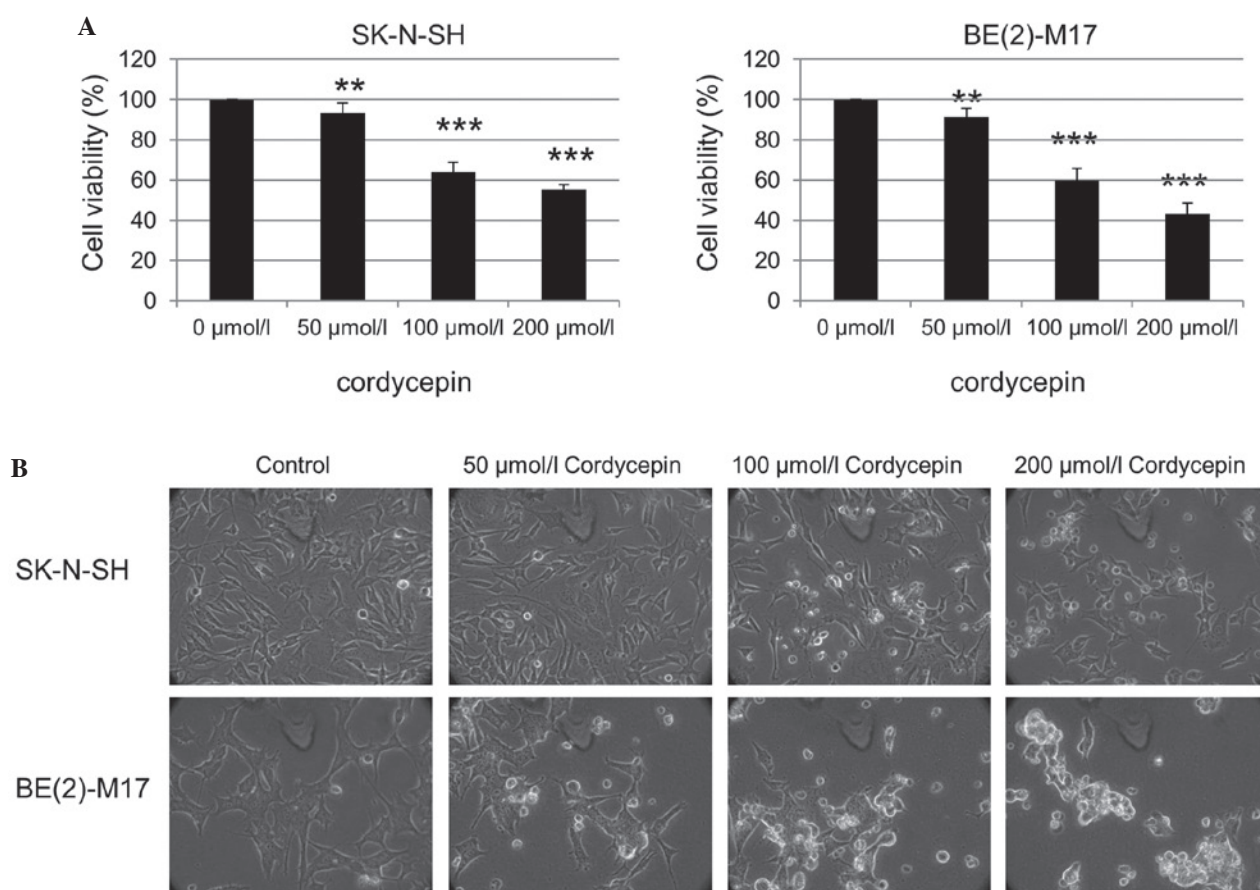 A
SK-N-SH
Cell viability (%)
120
100
80
60
40
20
0
**
***
***
0 µmol/l 50 µmol/l 100 µmol/l 200 µmol/l
cordycepin
BE(2)-M17
Cell viability (%)
120
100
80
60
40
20
0
**
***
***
0 µmol/l 50 µmol/l 100 µmol/l 200 µmol/l
cordycepin
B
Control 50 µmol/l Cordycepin 100 µmol/l Cordycepin 200 µmol/l Cordycepin
SK-N-SH
BE(2)-M17